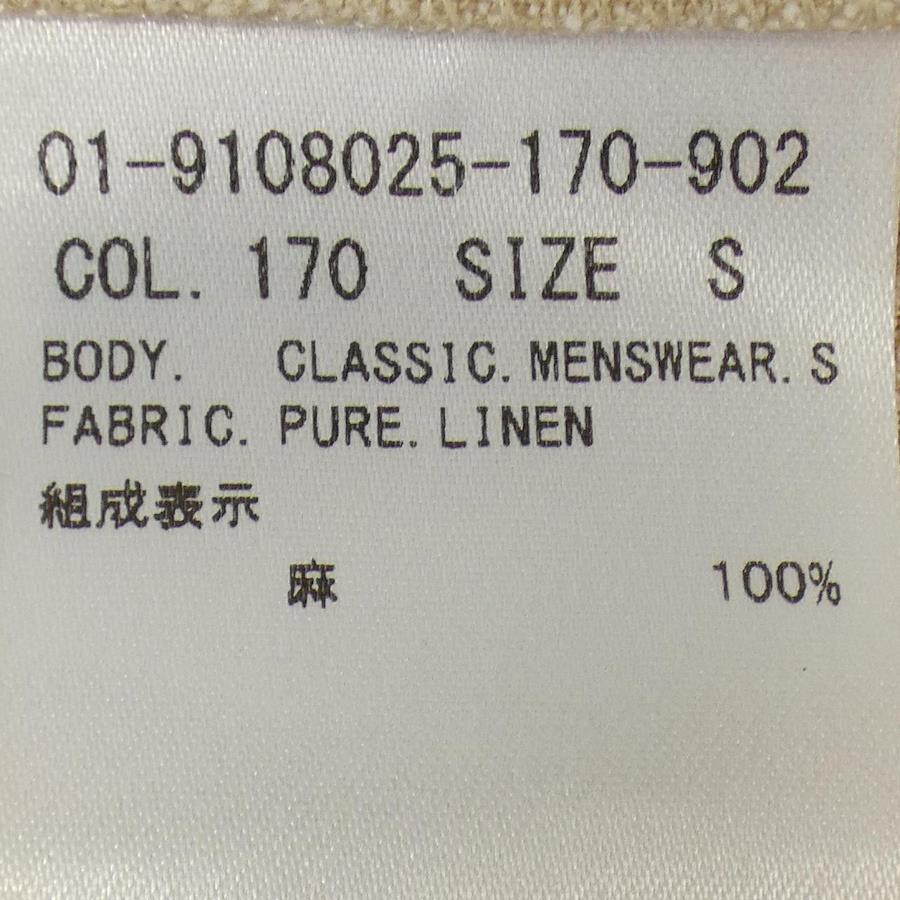 01-9108025-170-902
COL. 170 SIZE S
BODY. CLASSIC. MENSWEAR. S
FABRIC. PURE. LINEN
組成表示
麻 100%